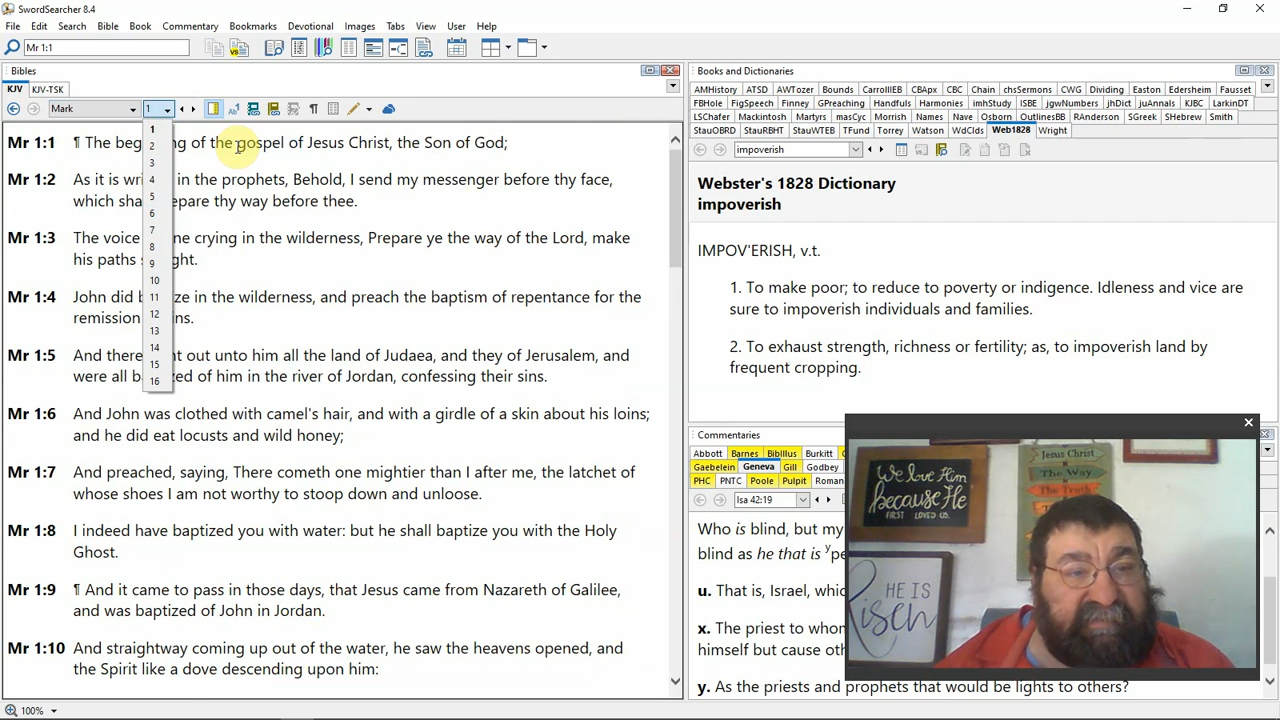 SwordSearcher 8.4
File Edit Search Bible Book Commentary Bookmarks Devotional Images Tabs View User Help
Mr 1:1
Bibles
KJV KJV-TSK
Mark 1
1
2
3
4
5
6
7
8
9
10
11
12
13
14
15
16
Mr 1:1 ¶ The beg ng of the gospel of Jesus Christ, the Son of God;
Mr 1:2 As it is wri in the prophets, Behold, I send my messenger before thy face,
which sha epare thy way before thee.
Mr 1:3 The voice ne crying in the wilderness, Prepare ye the way of the Lord, make
his paths s ght.
Mr 1:4 John did b ze in the wilderness, and preach the baptism of repentance for the
remission ns.
Mr 1:5 And there nt out unto him all the land of Judaea, and they of Jerusalem, and
were all b zed of him in the river of Jordan, confessing their sins.
Mr 1:6 And John was clothed with camel's hair, and with a girdle of a skin about his loins;
and he did eat locusts and wild honey;
Mr 1:7 And preached, saying, There cometh one mightier than I after me, the latchet of
whose shoes I am not worthy to stoop down and unloose.
Mr 1:8 I indeed have baptized you with water: but he shall baptize you with the Holy
Ghost.
Mr 1:9 ¶ And it came to pass in those days, that Jesus came from Nazareth of Galilee,
and was baptized of John in Jordan.
Mr 1:10 And straightway coming up out of the water, he saw the heavens opened, and
the Spirit like a dove descending upon him:
100%
Books and Dictionaries
AMHistory ATSD AWTozer Bounds CarrollEIB CBApx CBC Chain chsSermons CWG Dividing Easton Edersheim Fausset
FBHole FigSpeech GPreaching Handfuls Harmonies imhStudy ISBE jgwNumbers jhDict juAnnals KJBC LarkinDT
LSChafer Mackintosh Martyrs masCyc Morrish Names Nave Osborn OutlinesBB RAnderson SGreek SHebrew Smith
StauOBRD StauRBHT StauWTEB TFund Torrey Watson WdClds Web1828 Wright
impoverish
Webster's 1828 Dictionary
impoverish
IMPOV'ERISH, v.t.
1. To make poor; to reduce to poverty or indigence. Idleness and vice are
sure to impoverish individuals and families.
2. To exhaust strength, richness or fertility; as, to impoverish land by
frequent cropping.
Commentaries
Abbott Barnes BibIllus Burkitt
Gaebelein Geneva Gill Godbey
PHC PNTC Poole Pulpit Roman
Isa 42:19
Who is blind, but my
blind as he that is y pe
u. That is, Israel, whic
x. The priest to whom
himself but cause oth
y. As the priests and prophets that would be lights to others?
We love Him
because He
FIRST LOVED US.
Jesus Christ
The Way
The Truth
HE IS
Risen